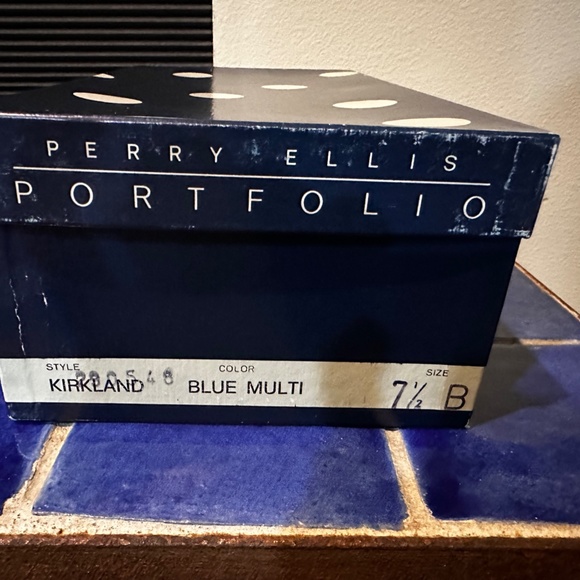 PERRY ELLIS
PORTFOLIO
STYLE COLOR SIZE
KIRKLAND BLUE MULTI 7½ B